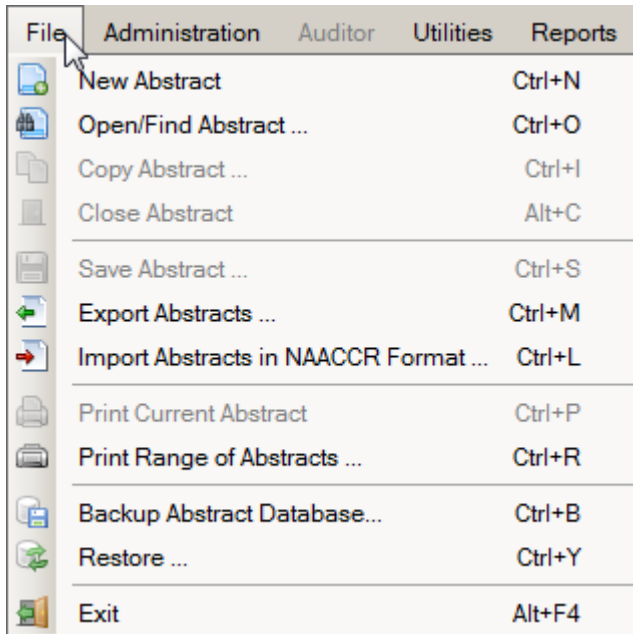 File Administration Auditor Utilities Reports
New Abstract Ctrl+N
Open/Find Abstract ... Ctrl+O
Copy Abstract ... Ctrl+I
Close Abstract Alt+C
Save Abstract ... Ctrl+S
Export Abstracts ... Ctrl+M
Import Abstracts in NAACCR Format ... Ctrl+L
Print Current Abstract Ctrl+P
Print Range of Abstracts ... Ctrl+R
Backup Abstract Database... Ctrl+B
Restore ... Ctrl+Y
Exit Alt+F4